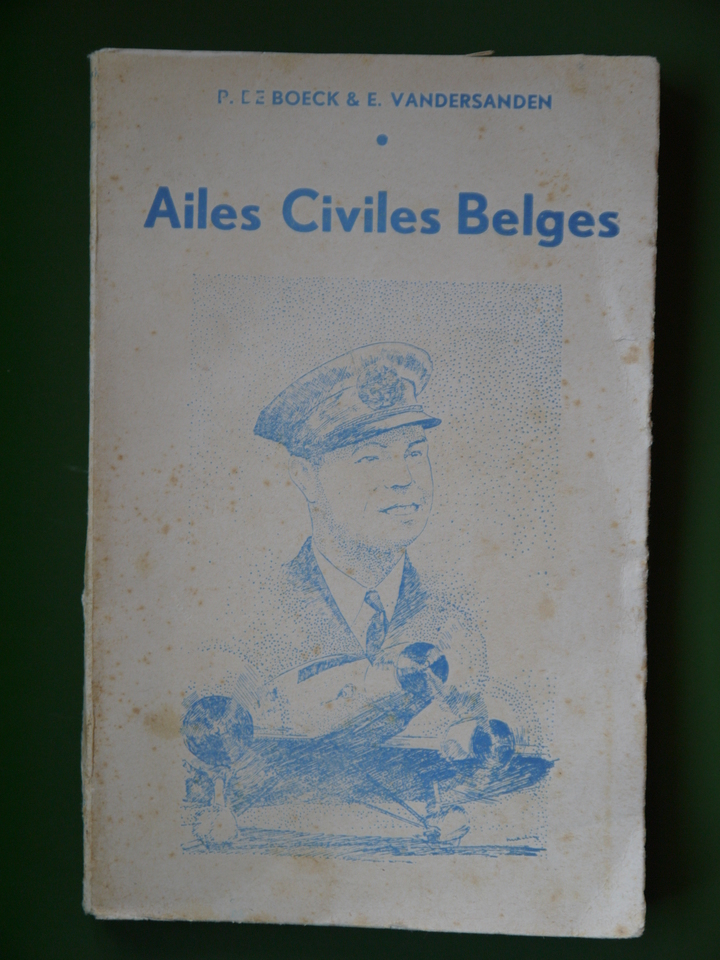 P. DE BOECK & E. VANDERSANDEN
Ailes Civiles Belges